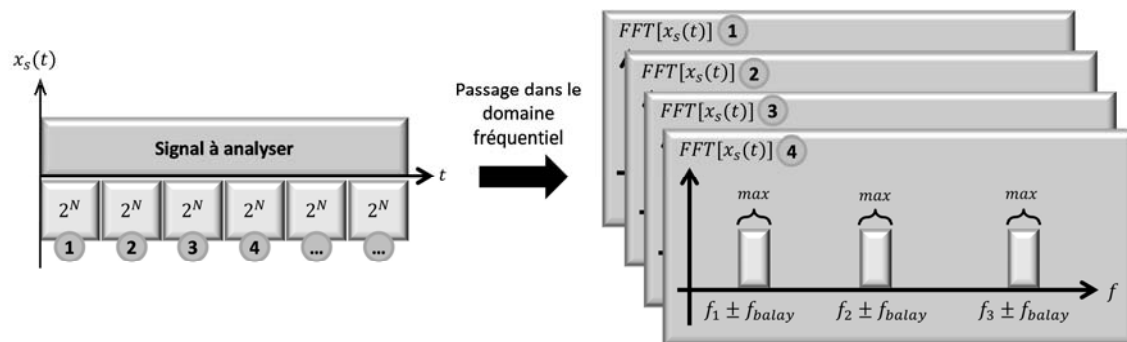 x_s(t)
Signal à analyser
t
2^N 2^N 2^N 2^N 2^N 2^N
1 2 3 4 ... ...
Passage dans le
domaine
fréquentiel
FFT[x_s(t)] 1
FFT[x_s(t)] 2
FFT[x_s(t)] 3
FFT[x_s(t)] 4
max max max
f
f_1 ± f_balay f_2 ± f_balay f_3 ± f_balay